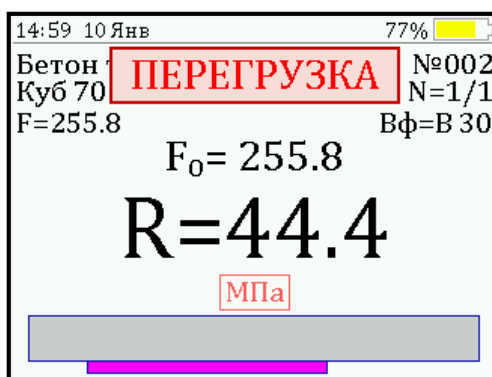 14:59 10 Янв 77%
Бетон ПЕРЕГРУЗКА №002
Куб 70 N=1/1
F=255.8 Вф=В 30
F₀= 255.8
R=44.4
МПа